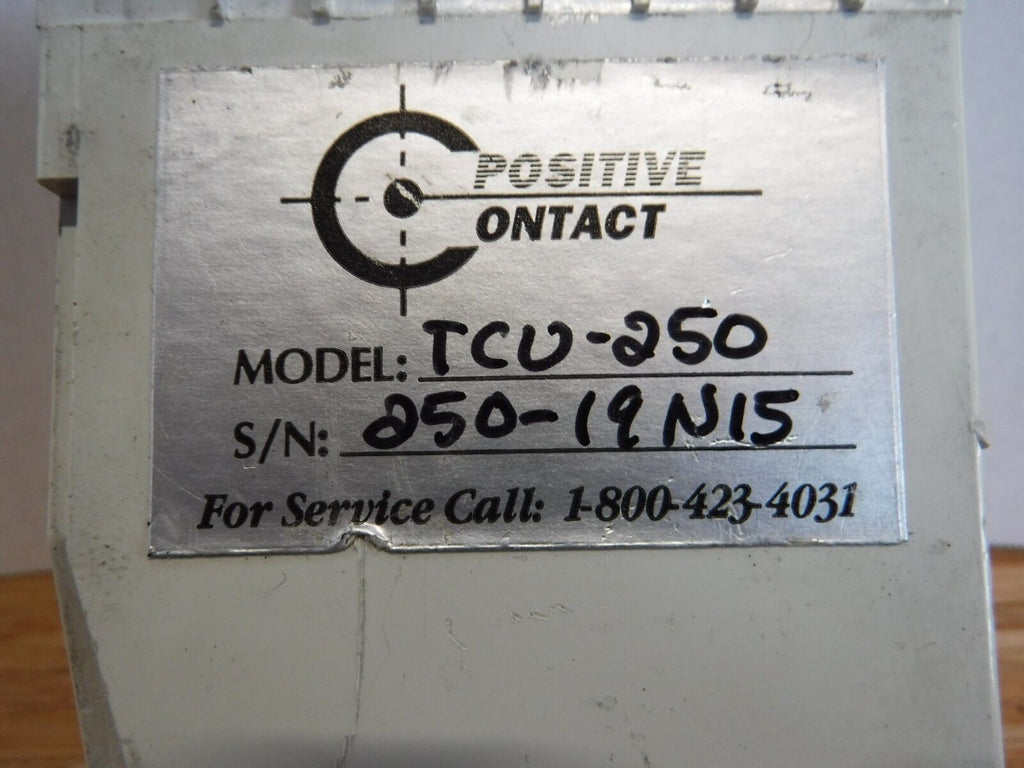 POSITIVE
CONTACT
MODEL: TCU-250
S/N: 250-19N15
For Service Call: 1-800-423-4031